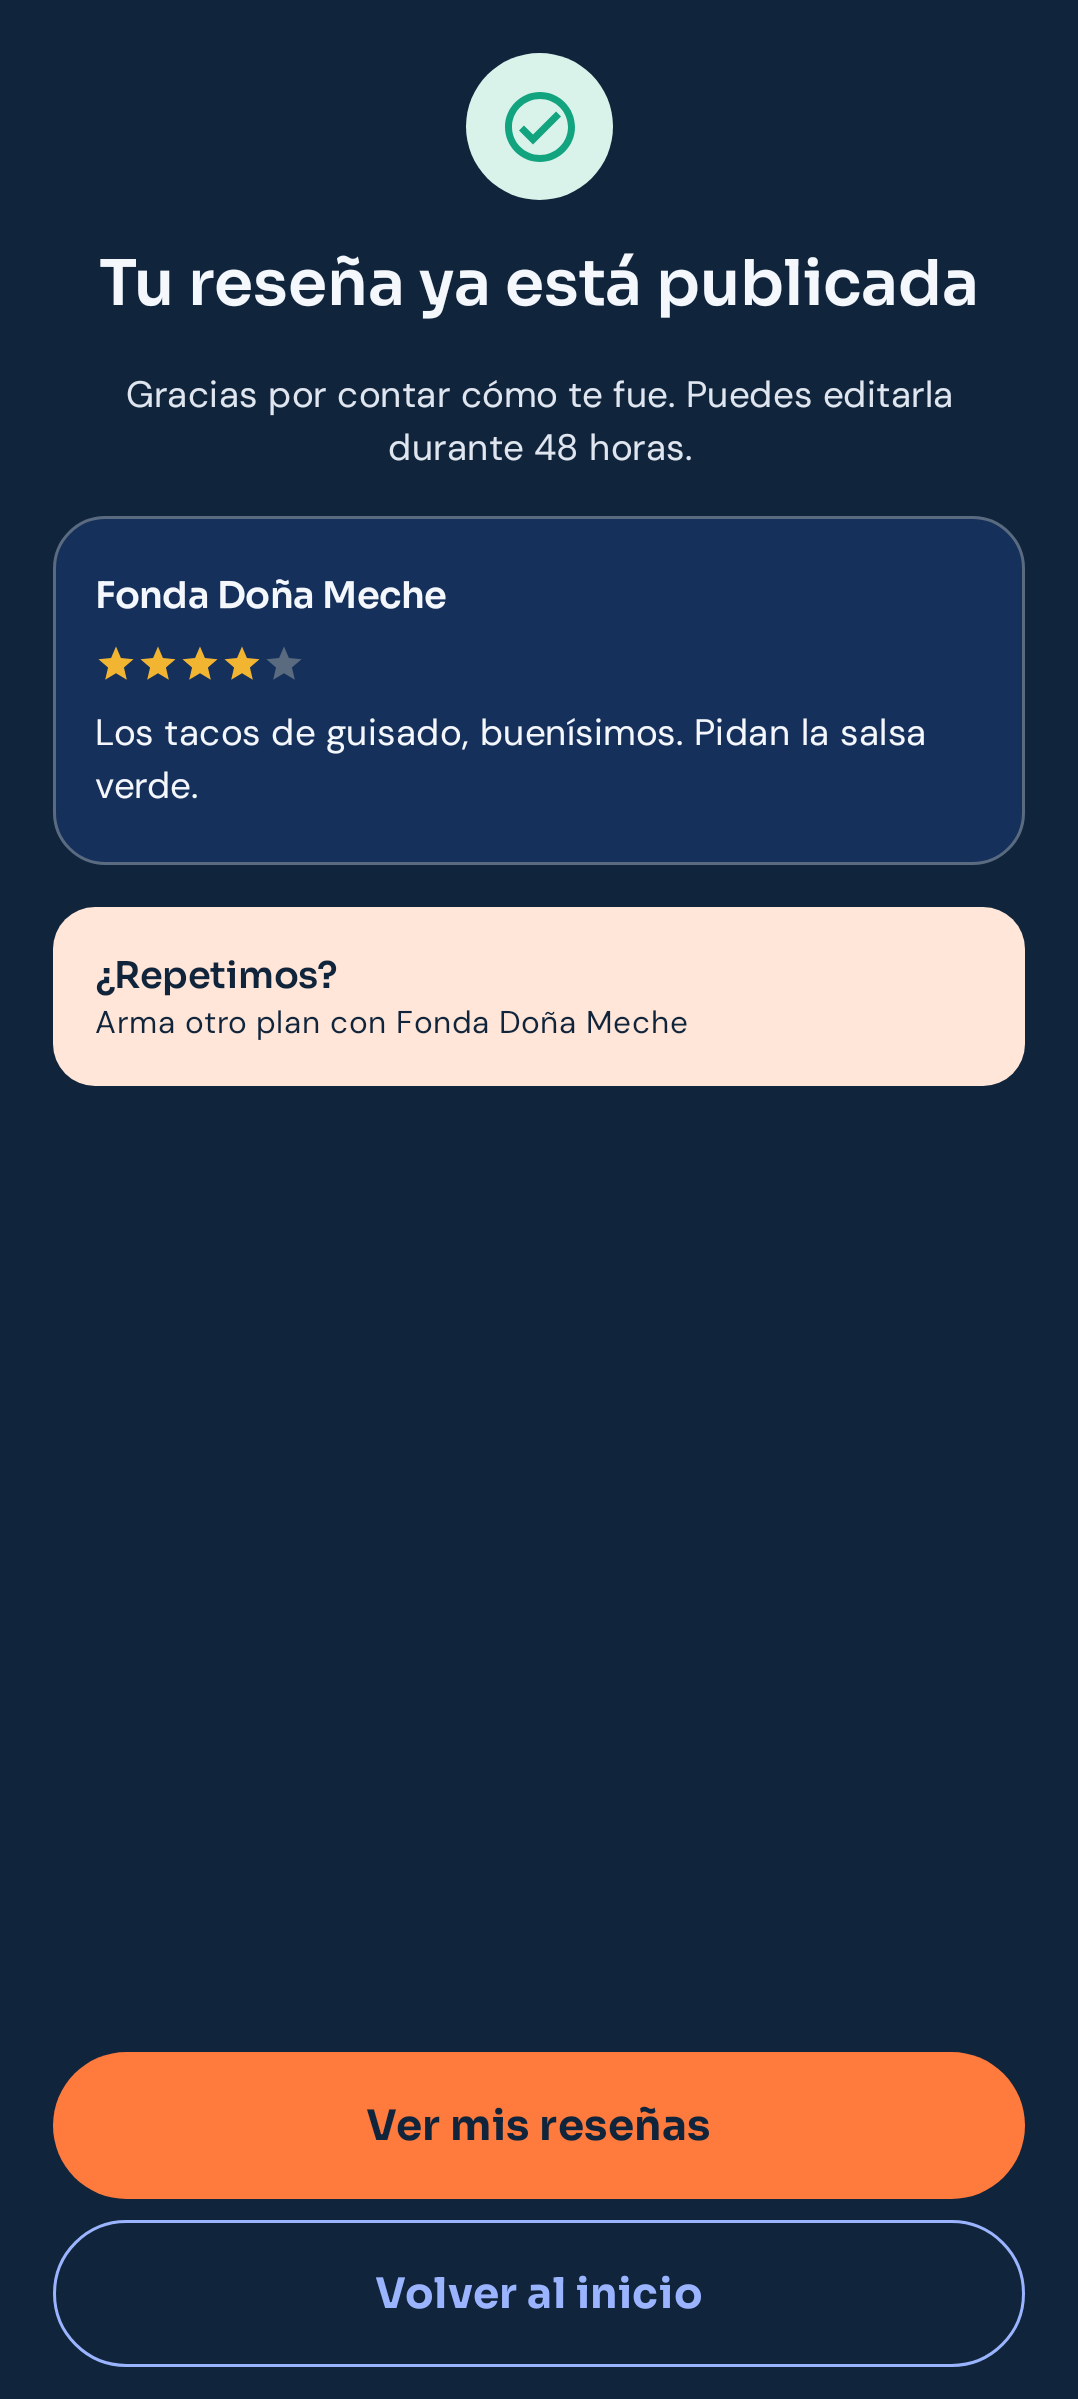 Tu reseña ya está publicada
Gracias por contar cómo te fue. Puedes editarla
durante 48 horas.
Fonda Doña Meche
Los tacos de guisado, buenísimos. Pidan la salsa
verde.
¿Repetimos?
Arma otro plan con Fonda Doña Meche
Ver mis reseñas
Volver al inicio